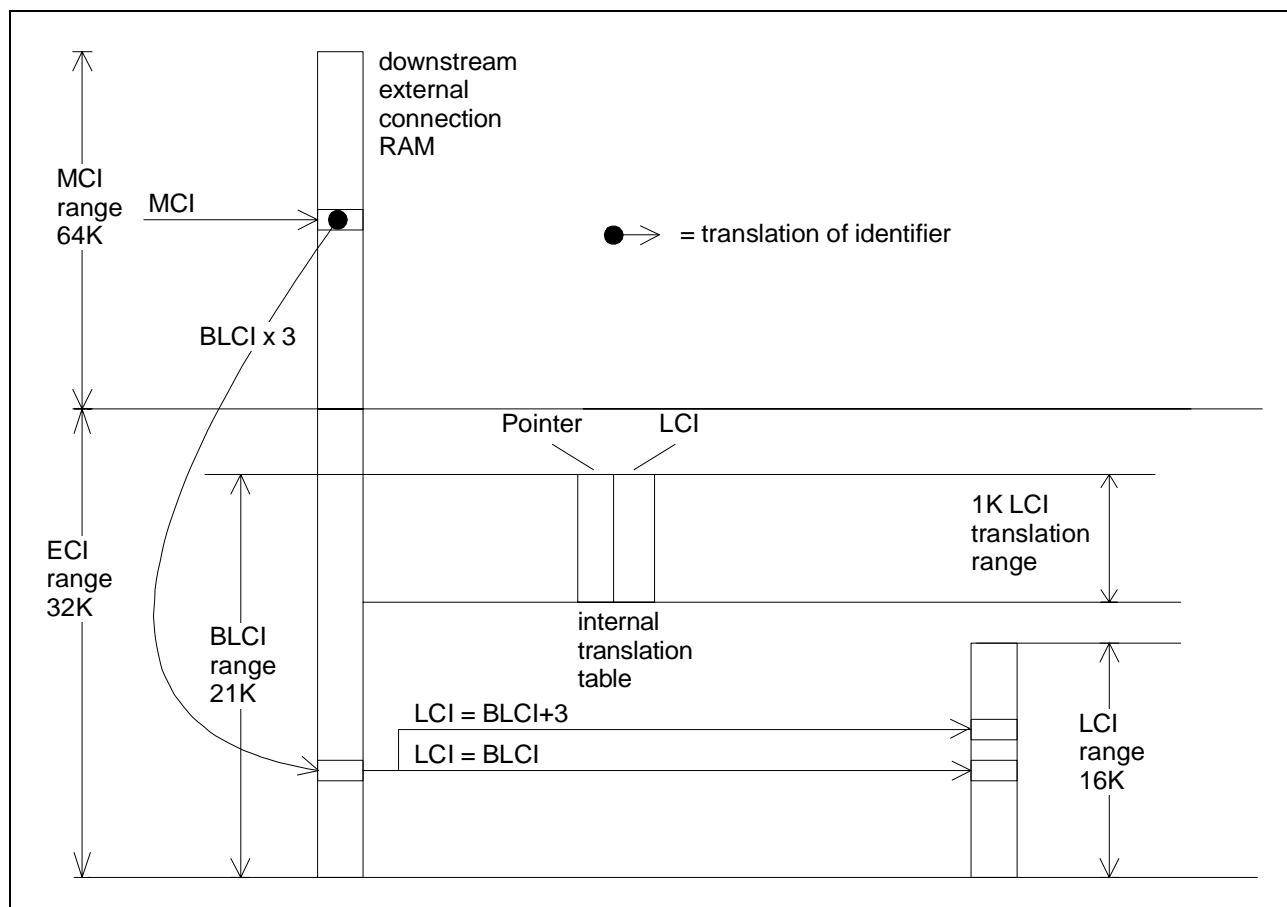 downstream
external
connection
RAM
MCI
range
64K
MCI
= translation of identifier
BLCI x 3
Pointer
LCI
1K LCI
translation
range
ECI
range
32K
internal
translation
table
BLCI
range
21K
LCI = BLCI+3
LCI = BLCI
LCI
range
16K